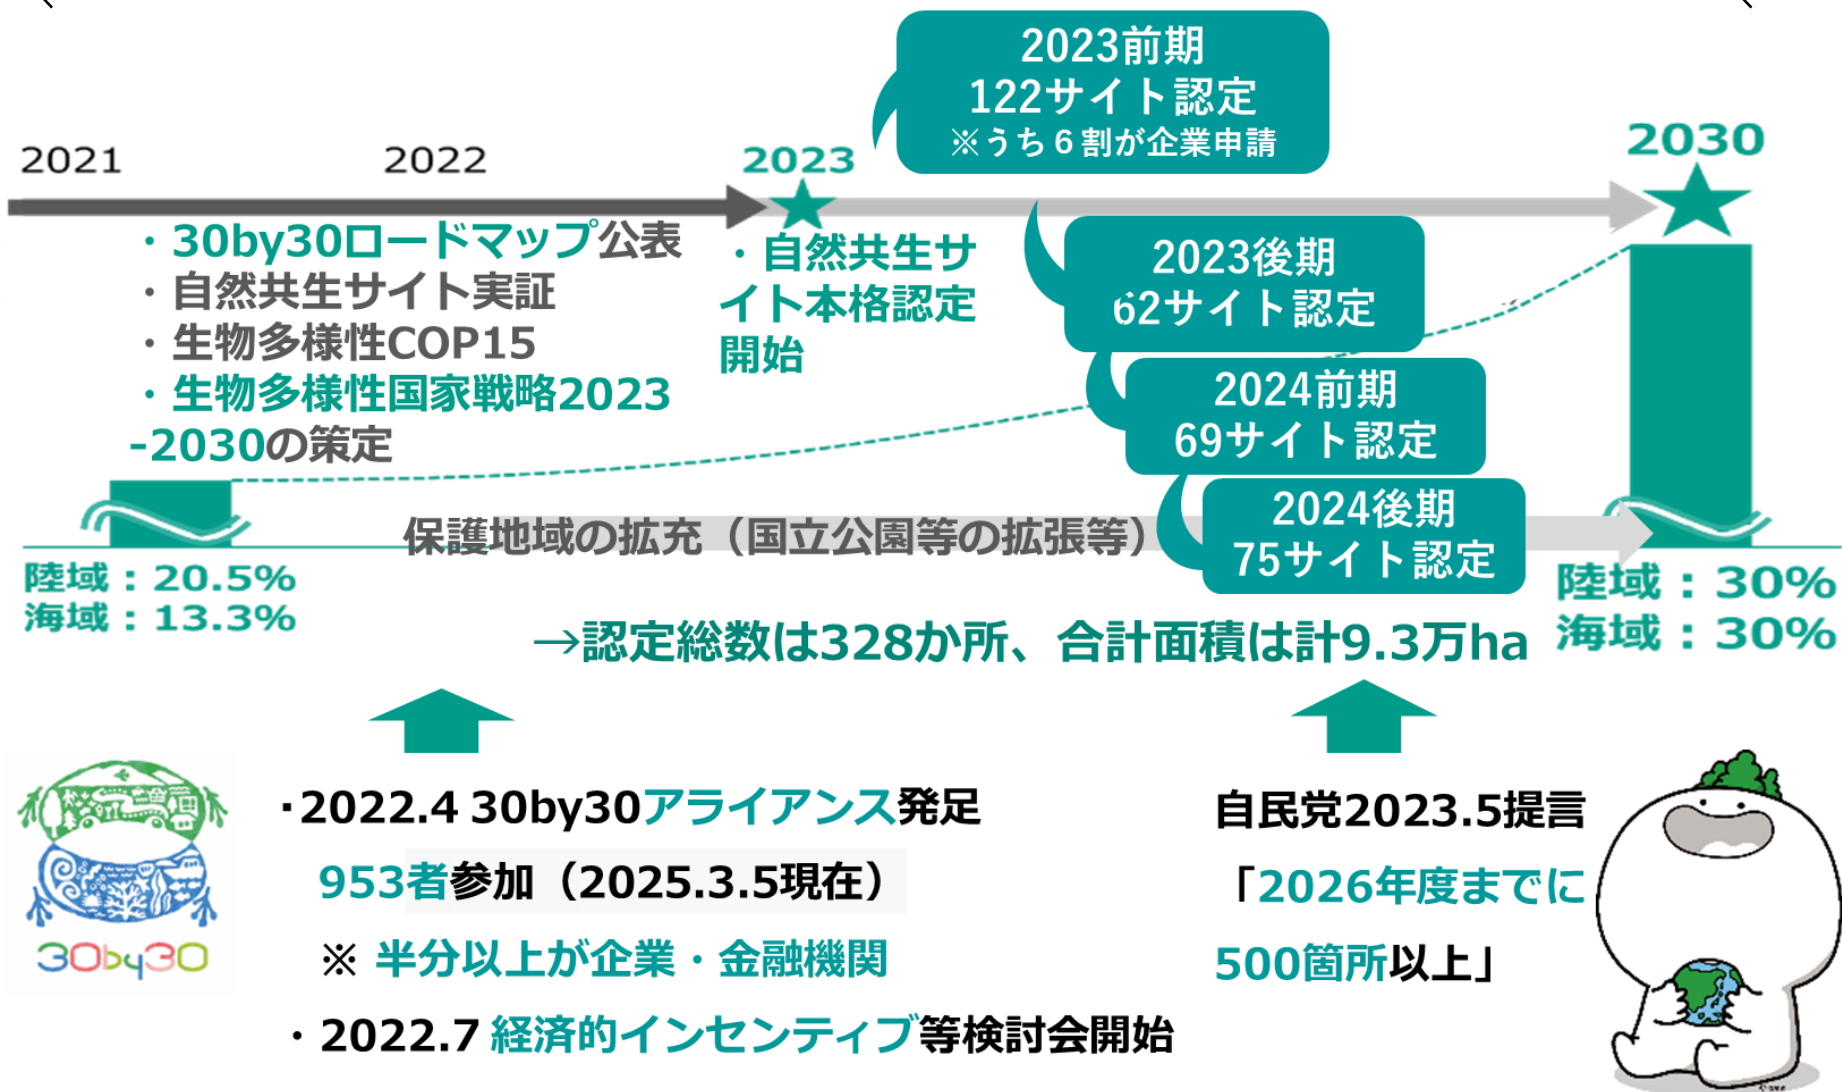 2023前期
122サイト認定
※うち６割が企業申請
2021
2022
2023
2030
・30by30ロードマップ公表
・自然共生サイト実証
・生物多様性COP15
・生物多様性国家戦略2023
-2030の策定
・自然共生サ
イト本格認定
開始
2023後期
62サイト認定
2024前期
69サイト認定
2024後期
75サイト認定
保護地域の拡充（国立公園等の拡張等）
陸域：20.5%
海域：13.3%
陸域：30%
海域：30%
→認定総数は328か所、合計面積は計9.3万ha
30by30
・2022.4 30by30アライアンス発足
953者参加（2025.3.5現在）
※ 半分以上が企業・金融機関
・2022.7 経済的インセンティブ等検討会開始
自民党2023.5提言
「2026年度までに
500箇所以上」